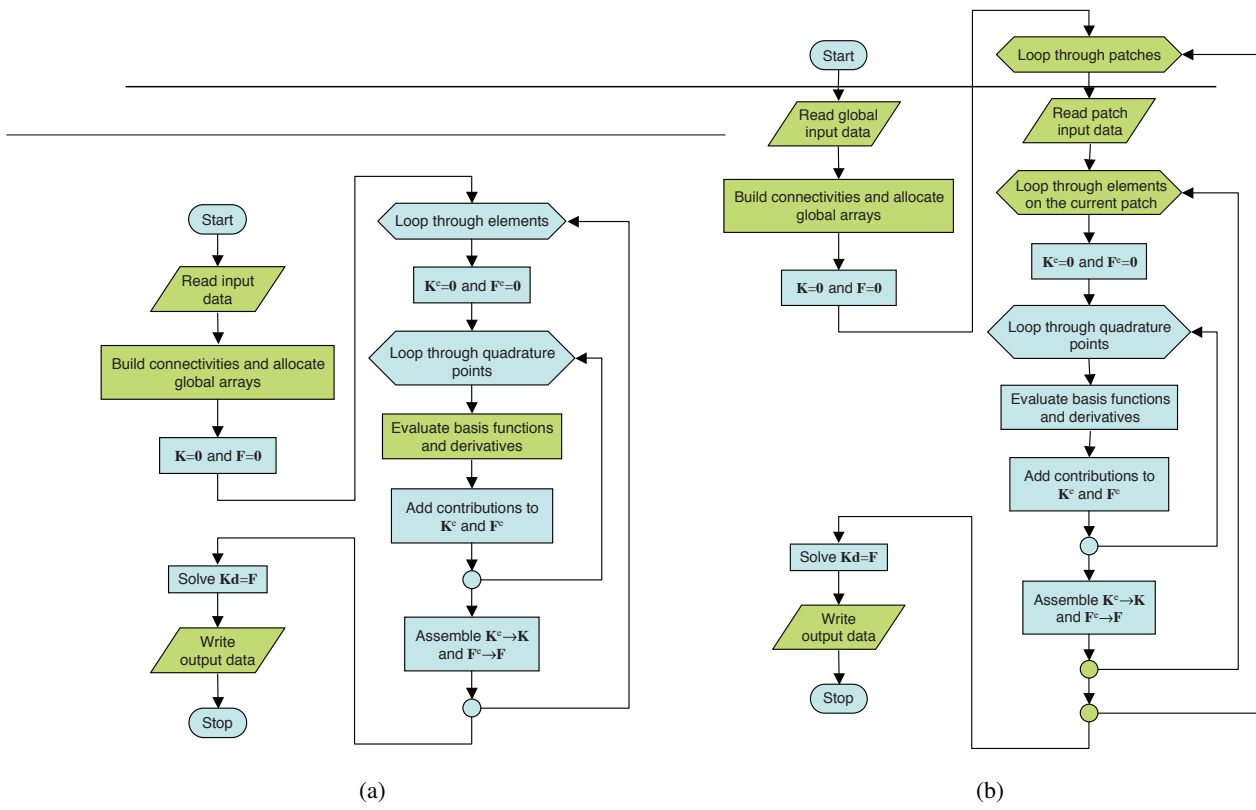 Start
Read input
data
Build connectivities and allocate
global arrays
K=0 and F=0
Loop through elements
Kᵉ=0 and Fᵉ=0
Loop through quadrature
points
Evaluate basis functions
and derivatives
Add contributions to
Kᵉ and Fᵉ
Assemble Kᵉ→K
and Fᵉ→F
Solve Kd=F
Write
output data
Stop
(a)
Start
Read global
input data
Build connectivities and allocate
global arrays
K=0 and F=0
Loop through patches
Read patch
input data
Loop through elements
on the current patch
Kᵉ=0 and Fᵉ=0
Loop through quadrature
points
Evaluate basis functions
and derivatives
Add contributions to
Kᵉ and Fᵉ
Assemble Kᵉ→K
and Fᵉ→F
Solve Kd=F
Write
output data
Stop
(b)